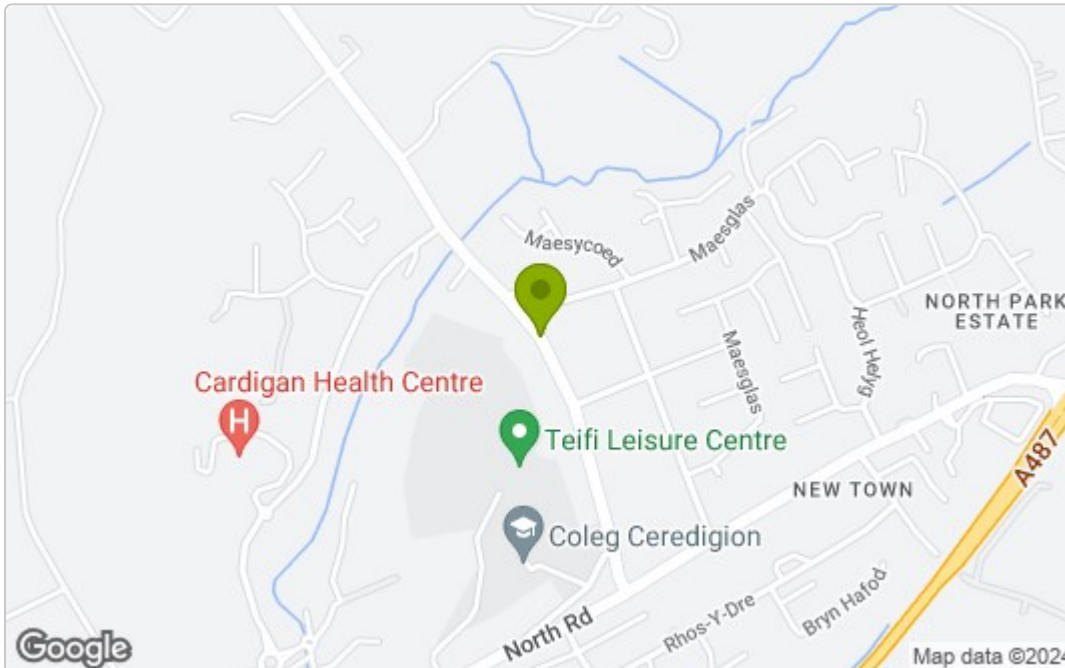 Maesycoed
Maesglas
NORTH PARK
ESTATE
Heol Helyg
Maesglas
Cardigan Health Centre
H
Teifi Leisure Centre
A487
NEW TOWN
Coleg Ceredigion
North Rd
Rhos-Y-Dre
Bryn Hafod
Google
Map data ©2024